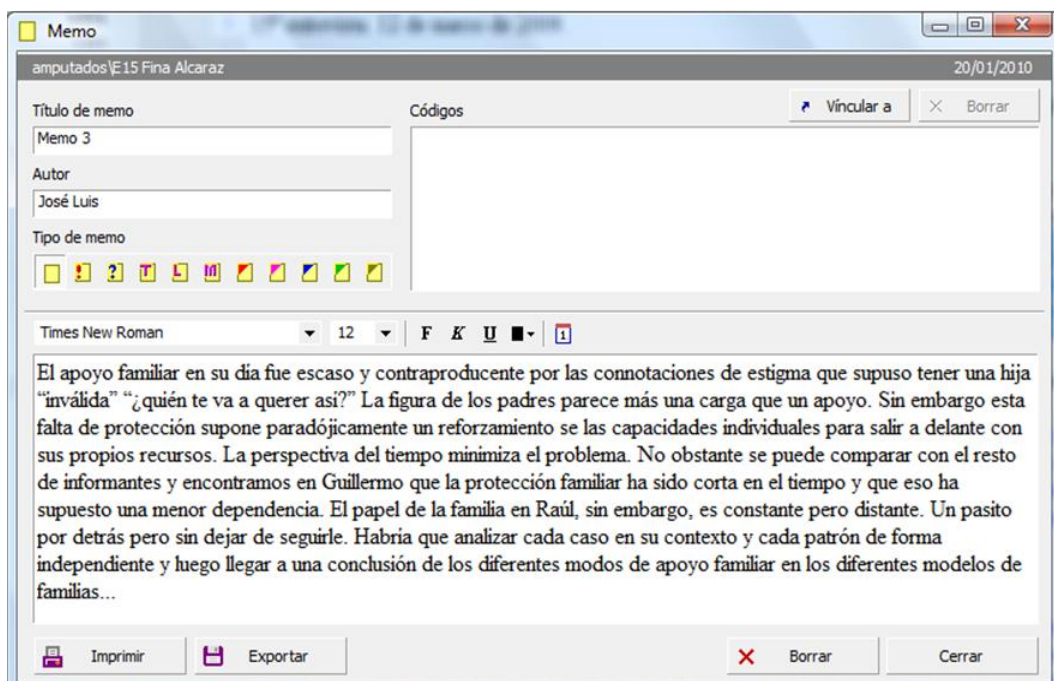 Memo
amputados\E15 Fina Alcaraz 20/01/2010
Título de memo
Códigos
Víncular a
Borrar
Memo 3
Autor
José Luis
Tipo de memo
Times New Roman 12 F K U 1
El apoyo familiar en su día fue escaso y contraproducente por las connotaciones de estigma que supuso tener una hija
“inválida” “¿quién te va a querer asi?” La figura de los padres parece más una carga que un apoyo. Sin embargo esta
falta de protección supone paradójicamente un reforzamiento se las capacidades individuales para salir a delante con
sus propios recursos. La perspectiva del tiempo minimiza el problema. No obstante se puede comparar con el resto
de informantes y encontramos en Guillermo que la protección familiar ha sido corta en el tiempo y que eso ha
supuesto una menor dependencia. El papel de la familia en Raúl, sin embargo, es constante pero distante. Un pasito
por detrás pero sin dejar de seguirle. Habría que analizar cada caso en su contexto y cada patrón de forma
independiente y luego llegar a una conclusión de los diferentes modos de apoyo familiar en los diferentes modelos de
familias...
Imprimir
Exportar
Borrar
Cerrar